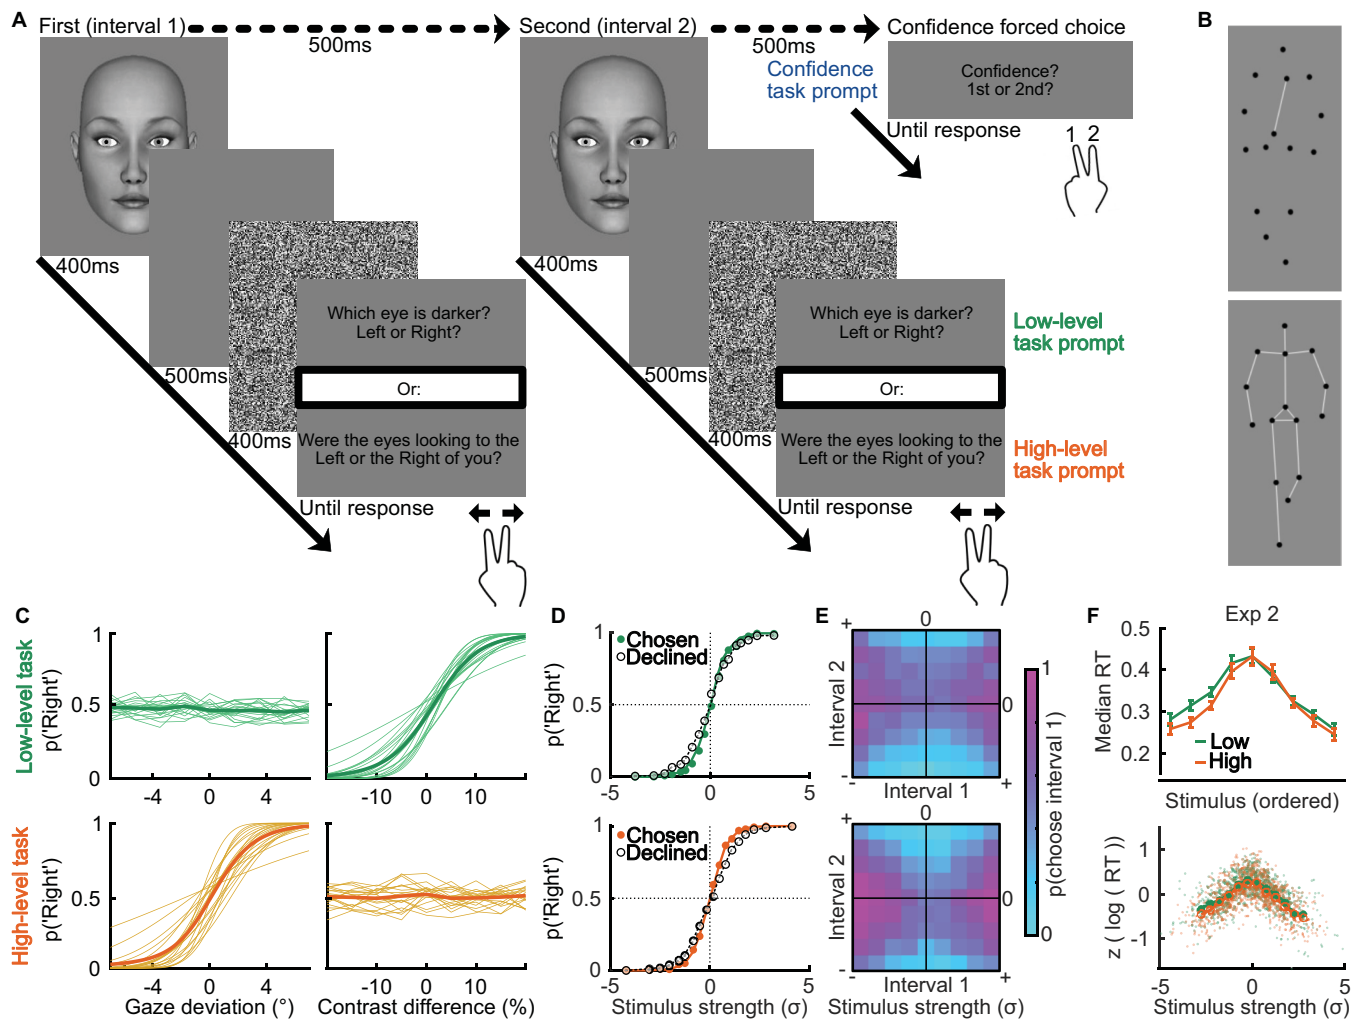 A
First (interval 1)
500ms
Second (interval 2)
500ms
Confidence forced choice
Confidence
task prompt
Confidence?
1st or 2nd?
Until response
1 2
400ms
500ms
400ms
Which eye is darker?
Left or Right?
Or:
Were the eyes looking to the
Left or the Right of you?
Until response
400ms
500ms
400ms
Which eye is darker?
Left or Right?
Or:
Were the eyes looking to the
Left or the Right of you?
Until response
Low-level
task prompt
High-level
task prompt
B
C
Low-level task
p('Right')
1
0.5
0
-4 0 4
-10 0 10
High-level task
p('Right')
1
0.5
0
-4 0 4
Gaze deviation (°)
-10 0 10
Contrast difference (%)
D
Chosen
Declined
p('Right')
1
0.5
0
-5 0 5
Chosen
Declined
p('Right')
1
0.5
0
-5 0 5
Stimulus strength (σ)
E
0
+
Interval 2
-
0
Interval 1
+
0
+
Interval 2
-
0
Interval 1
+
Stimulus strength (σ)
1
p(choose interval 1)
0
F
Exp 2
Median RT
0.5
0.4
0.3
0.2
Low
High
Stimulus (ordered)
z ( log ( RT ))
1
0
-1
-5 0 5
Stimulus strength (σ)